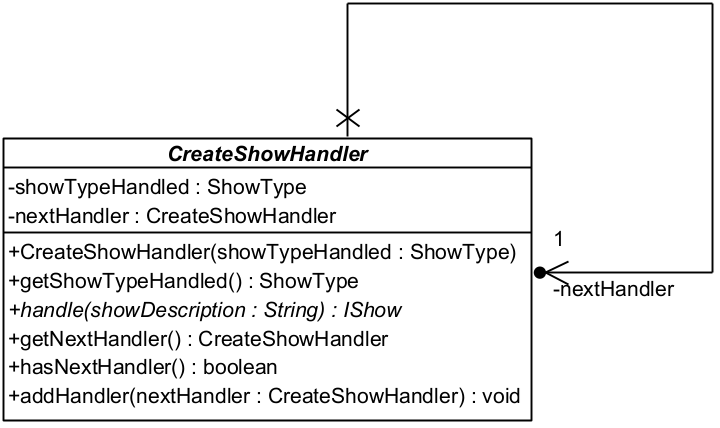 CreateShowHandler
-showTypeHandled : ShowType
-nextHandler : CreateShowHandler
+CreateShowHandler(showTypeHandled : ShowType)
+getShowTypeHandled() : ShowType
+handle(showDescription : String) : IShow
+getNextHandler() : CreateShowHandler
+hasNextHandler() : boolean
+addHandler(nextHandler : CreateShowHandler) : void
1
-nextHandler